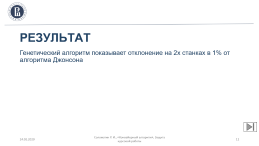 РЕЗУЛЬТАТ
Генетический алгоритм показывает отклонение на 2х станках в 1% от
алгоритма Джонсона